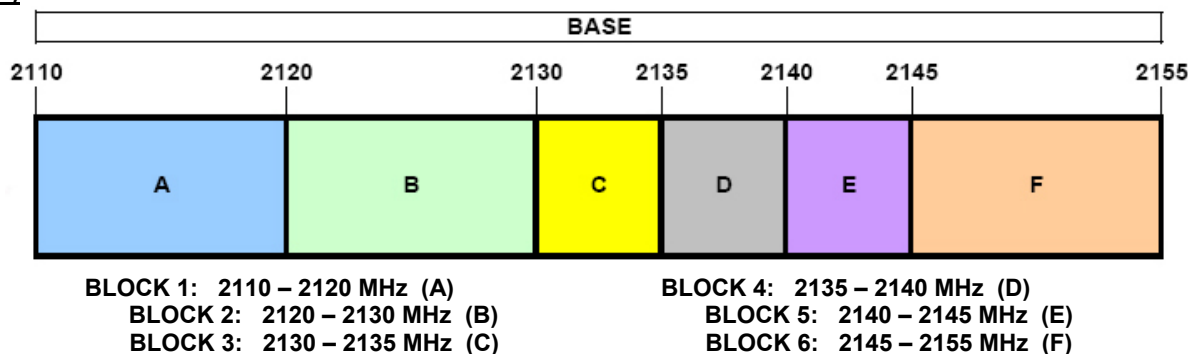 BASE
2110 2120 2130 2135 2140 2145 2155
A B C D E F
BLOCK 1: 2110 – 2120 MHz (A)
BLOCK 2: 2120 – 2130 MHz (B)
BLOCK 3: 2130 – 2135 MHz (C)
BLOCK 4: 2135 – 2140 MHz (D)
BLOCK 5: 2140 – 2145 MHz (E)
BLOCK 6: 2145 – 2155 MHz (F)